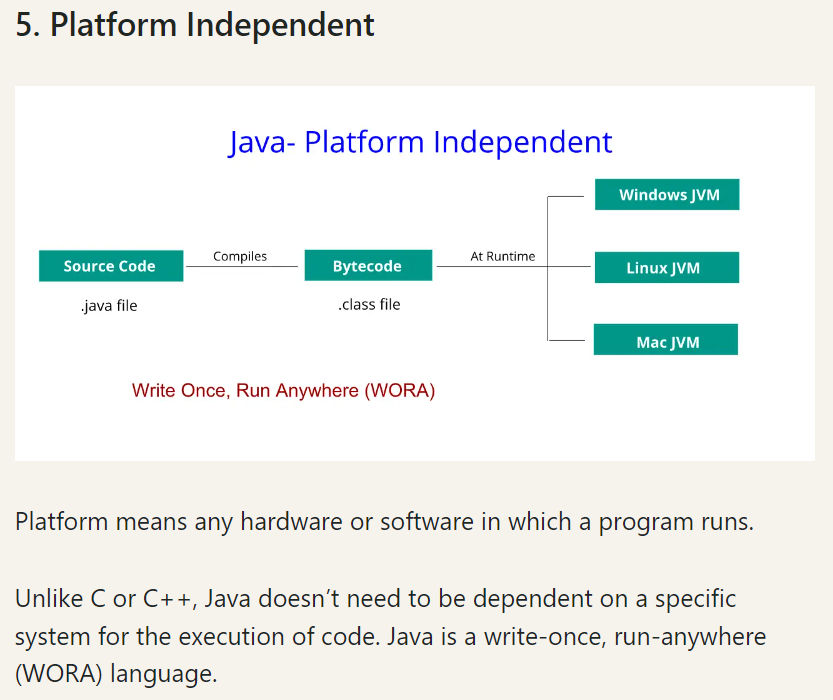 5. Platform Independent
Java- Platform Independent
Windows JVM
Source Code
Compiles
Bytecode
At Runtime
Linux JVM
.java file
.class file
Mac JVM
Write Once, Run Anywhere (WORA)
Platform means any hardware or software in which a program runs.
Unlike C or C++, Java doesn’t need to be dependent on a specific
system for the execution of code. Java is a write-once, run-anywhere
(WORA) language.